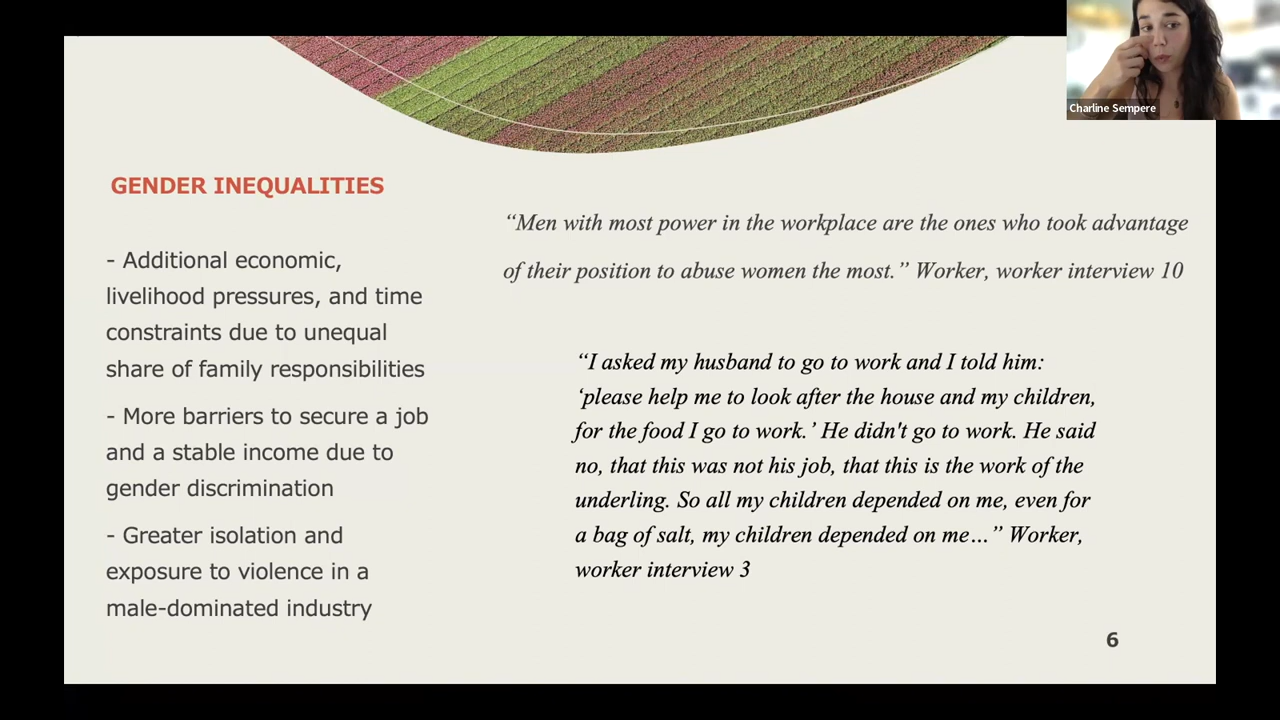 Charline Sempere
GENDER INEQUALITIES
- Additional economic,
livelihood pressures, and time
constraints due to unequal
share of family responsibilities
- More barriers to secure a job
and a stable income due to
gender discrimination
- Greater isolation and
exposure to violence in a
male-dominated industry
“Men with most power in the workplace are the ones who took advantage
of their position to abuse women the most.” Worker, worker interview 10
“I asked my husband to go to work and I told him:
‘please help me to look after the house and my children,
for the food I go to work.’ He didn't go to work. He said
no, that this was not his job, that this is the work of the
underling. So all my children depended on me, even for
a bag of salt, my children depended on me…” Worker,
worker interview 3
6